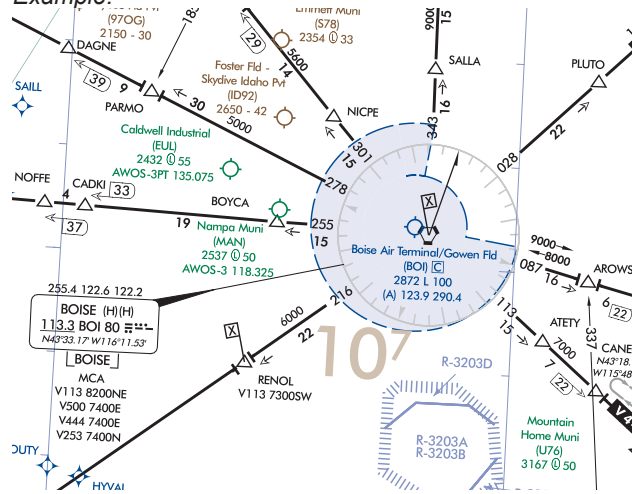 Example:
(97OG)
2150 - 30
Emmett Muni
(S78)
2354 Ⓛ 33
29
5600
14
9000
15
DAGNE
39
9
PARMO
30
5000
SAILL
Foster Fld -
Skydive Idaho Pvt
(ID92)
2650 - 42
SALLA
16
343
PLUTO
22
028
NICPE
301
15
Caldwell Industrial
(EUL)
2432 Ⓛ 55
AWOS-3PT 135.075
278
NOFFE
4
CADKI
33
37
19
BOYCA
255
15
Nampa Muni
(MAN)
2537 Ⓛ 50
AWOS-3 118.325
X
Boise Air Terminal/Gowen Fld
(BOI) C
2872 L 100
(A) 123.9 290.4
9000
8000
087
16
AROWS
6
22
255.4 122.6 122.2
BOISE (H)(H)
113.3 BOI 80
N43°33.17' W116°11.53'
BOISE
MCA
V113 8200NE
V500 7400E
V444 7400E
V253 7400N
216
6000
22
X
RENOL
V113 7300SW
10⁷
113
15
ATETY
7000
7
22
337
CANE
N43°18.
W115°48
V4
R-3203D
R-3203A
R-3203B
Mountain
Home Muni
(U76)
3167 Ⓛ 50
OUTY
HYVAL